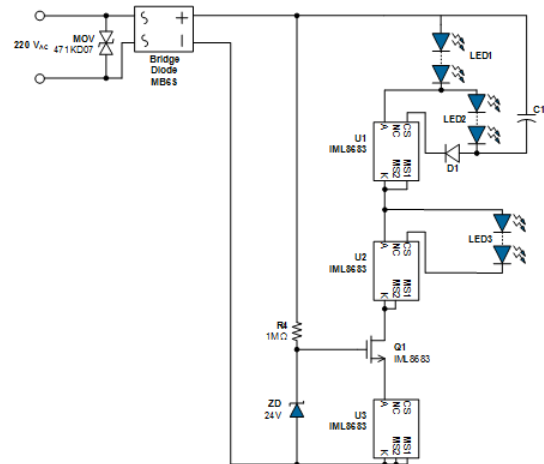 220 VAC
MOV
471KD07
S
S
+
−
Bridge
Diode
MB6S
LED1
LED2
C1
D1
U1
IML8683
A
NC
CS
K
MS2
MS1
U2
IML8683
A
NC
CS
K
MS2
MS1
LED3
R4
1MΩ
Q1
IML8683
ZD
24V
U3
IML8683
A
NC
CS
K
MS2
MS1